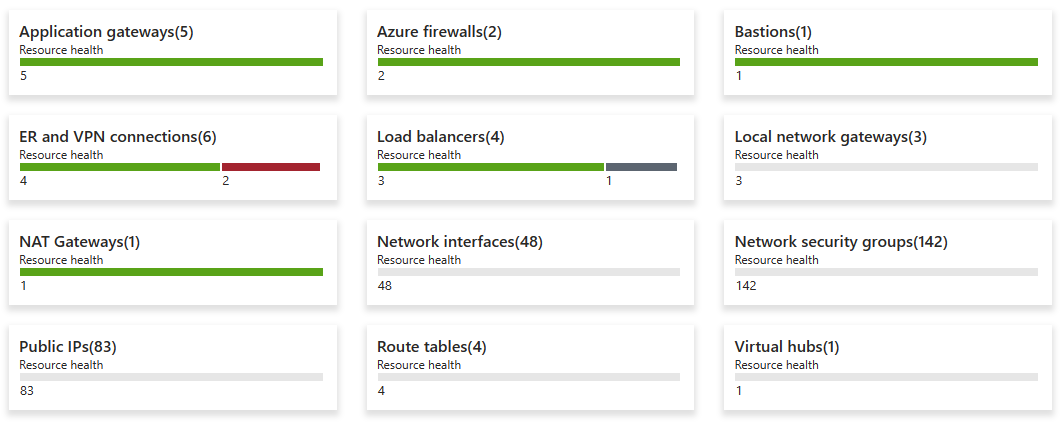 Application gateways(5)
Resource health
5
Azure firewalls(2)
Resource health
2
Bastions(1)
Resource health
1
ER and VPN connections(6)
Resource health
4 2
Load balancers(4)
Resource health
3 1
Local network gateways(3)
Resource health
3
NAT Gateways(1)
Resource health
1
Network interfaces(48)
Resource health
48
Network security groups(142)
Resource health
142
Public IPs(83)
Resource health
83
Route tables(4)
Resource health
4
Virtual hubs(1)
Resource health
1